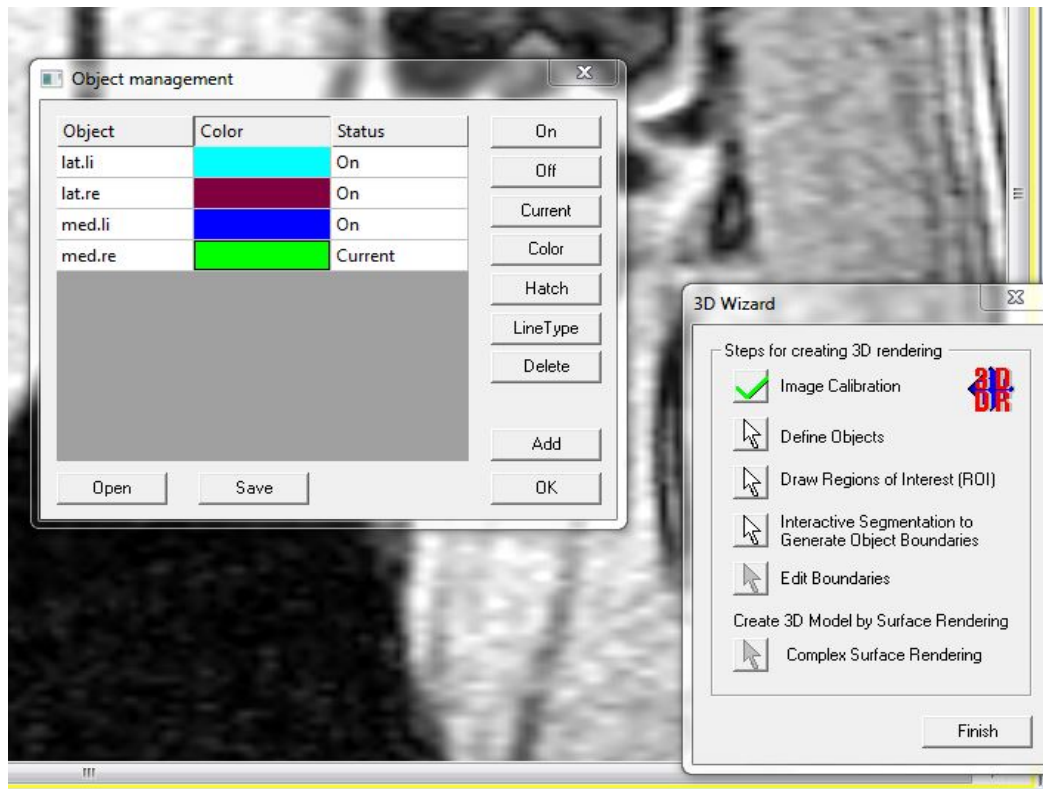 Object management
Object Color Status
lat.li On
lat.re On
med.li On
med.re Current
On
Off
Current
Color
Hatch
LineType
Delete
Add
Open Save OK
3D Wizard
Steps for creating 3D rendering
Image Calibration
3D
DR
Define Objects
Draw Regions of Interest (ROI)
Interactive Segmentation to
Generate Object Boundaries
Edit Boundaries
Create 3D Model by Surface Rendering
Complex Surface Rendering
Finish